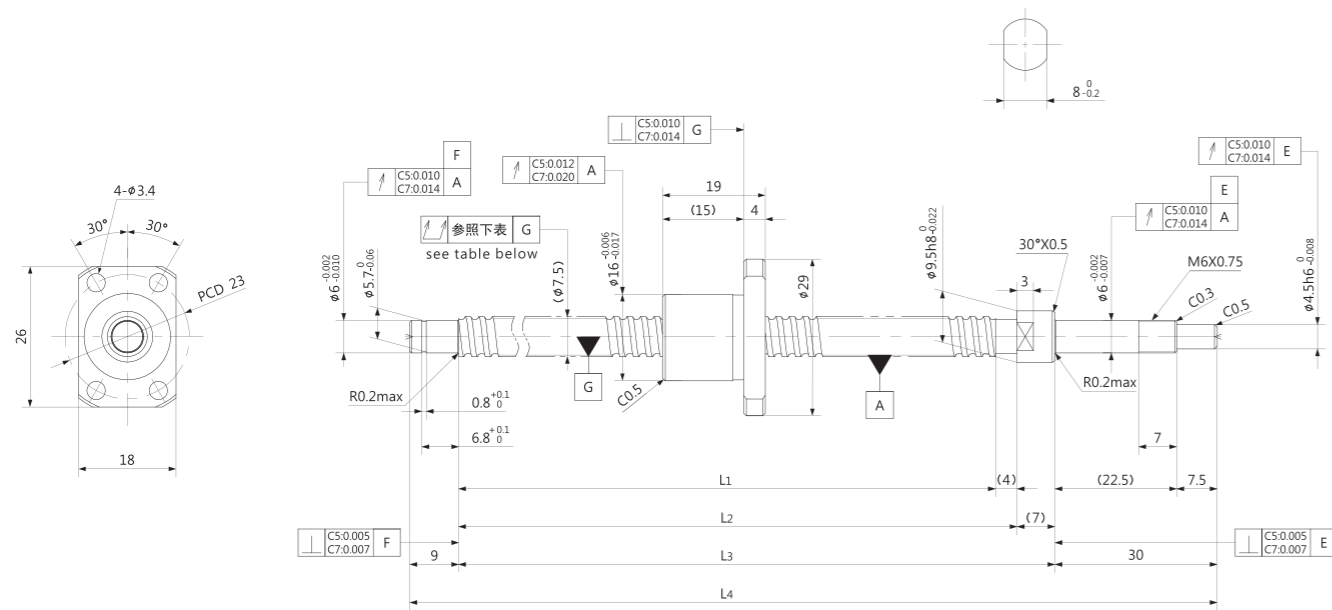 8 0 -0.2
C5:0.010
C7:0.014
G
C5:0.010
C7:0.014
E
F
C5:0.010
C7:0.014
A
C5:0.012
C7:0.020
A
E
C5:0.010
C7:0.014
A
19
(15)
4
4-ϕ3.4
30°
30°
PCD 23
26
18
参照下表
G
see table below
ϕ6 -0.002 -0.010
ϕ5.7 0 -0.06
(ϕ7.5)
ϕ16 -0.006 -0.017
ϕ29
ϕ9.5h8 0 -0.022
30°X0.5
3
ϕ6 -0.002 -0.007
M6X0.75
C0.3
C0.5
ϕ4.5h6 0 -0.008
R0.2max
G
C0.5
A
R0.2max
0.8 +0.1 0
6.8 +0.1 0
7
L1
(4)
(22.5)
7.5
L2
(7)
C5:0.005
C7:0.007
F
C5:0.005
C7:0.007
E
9
L3
30
L4